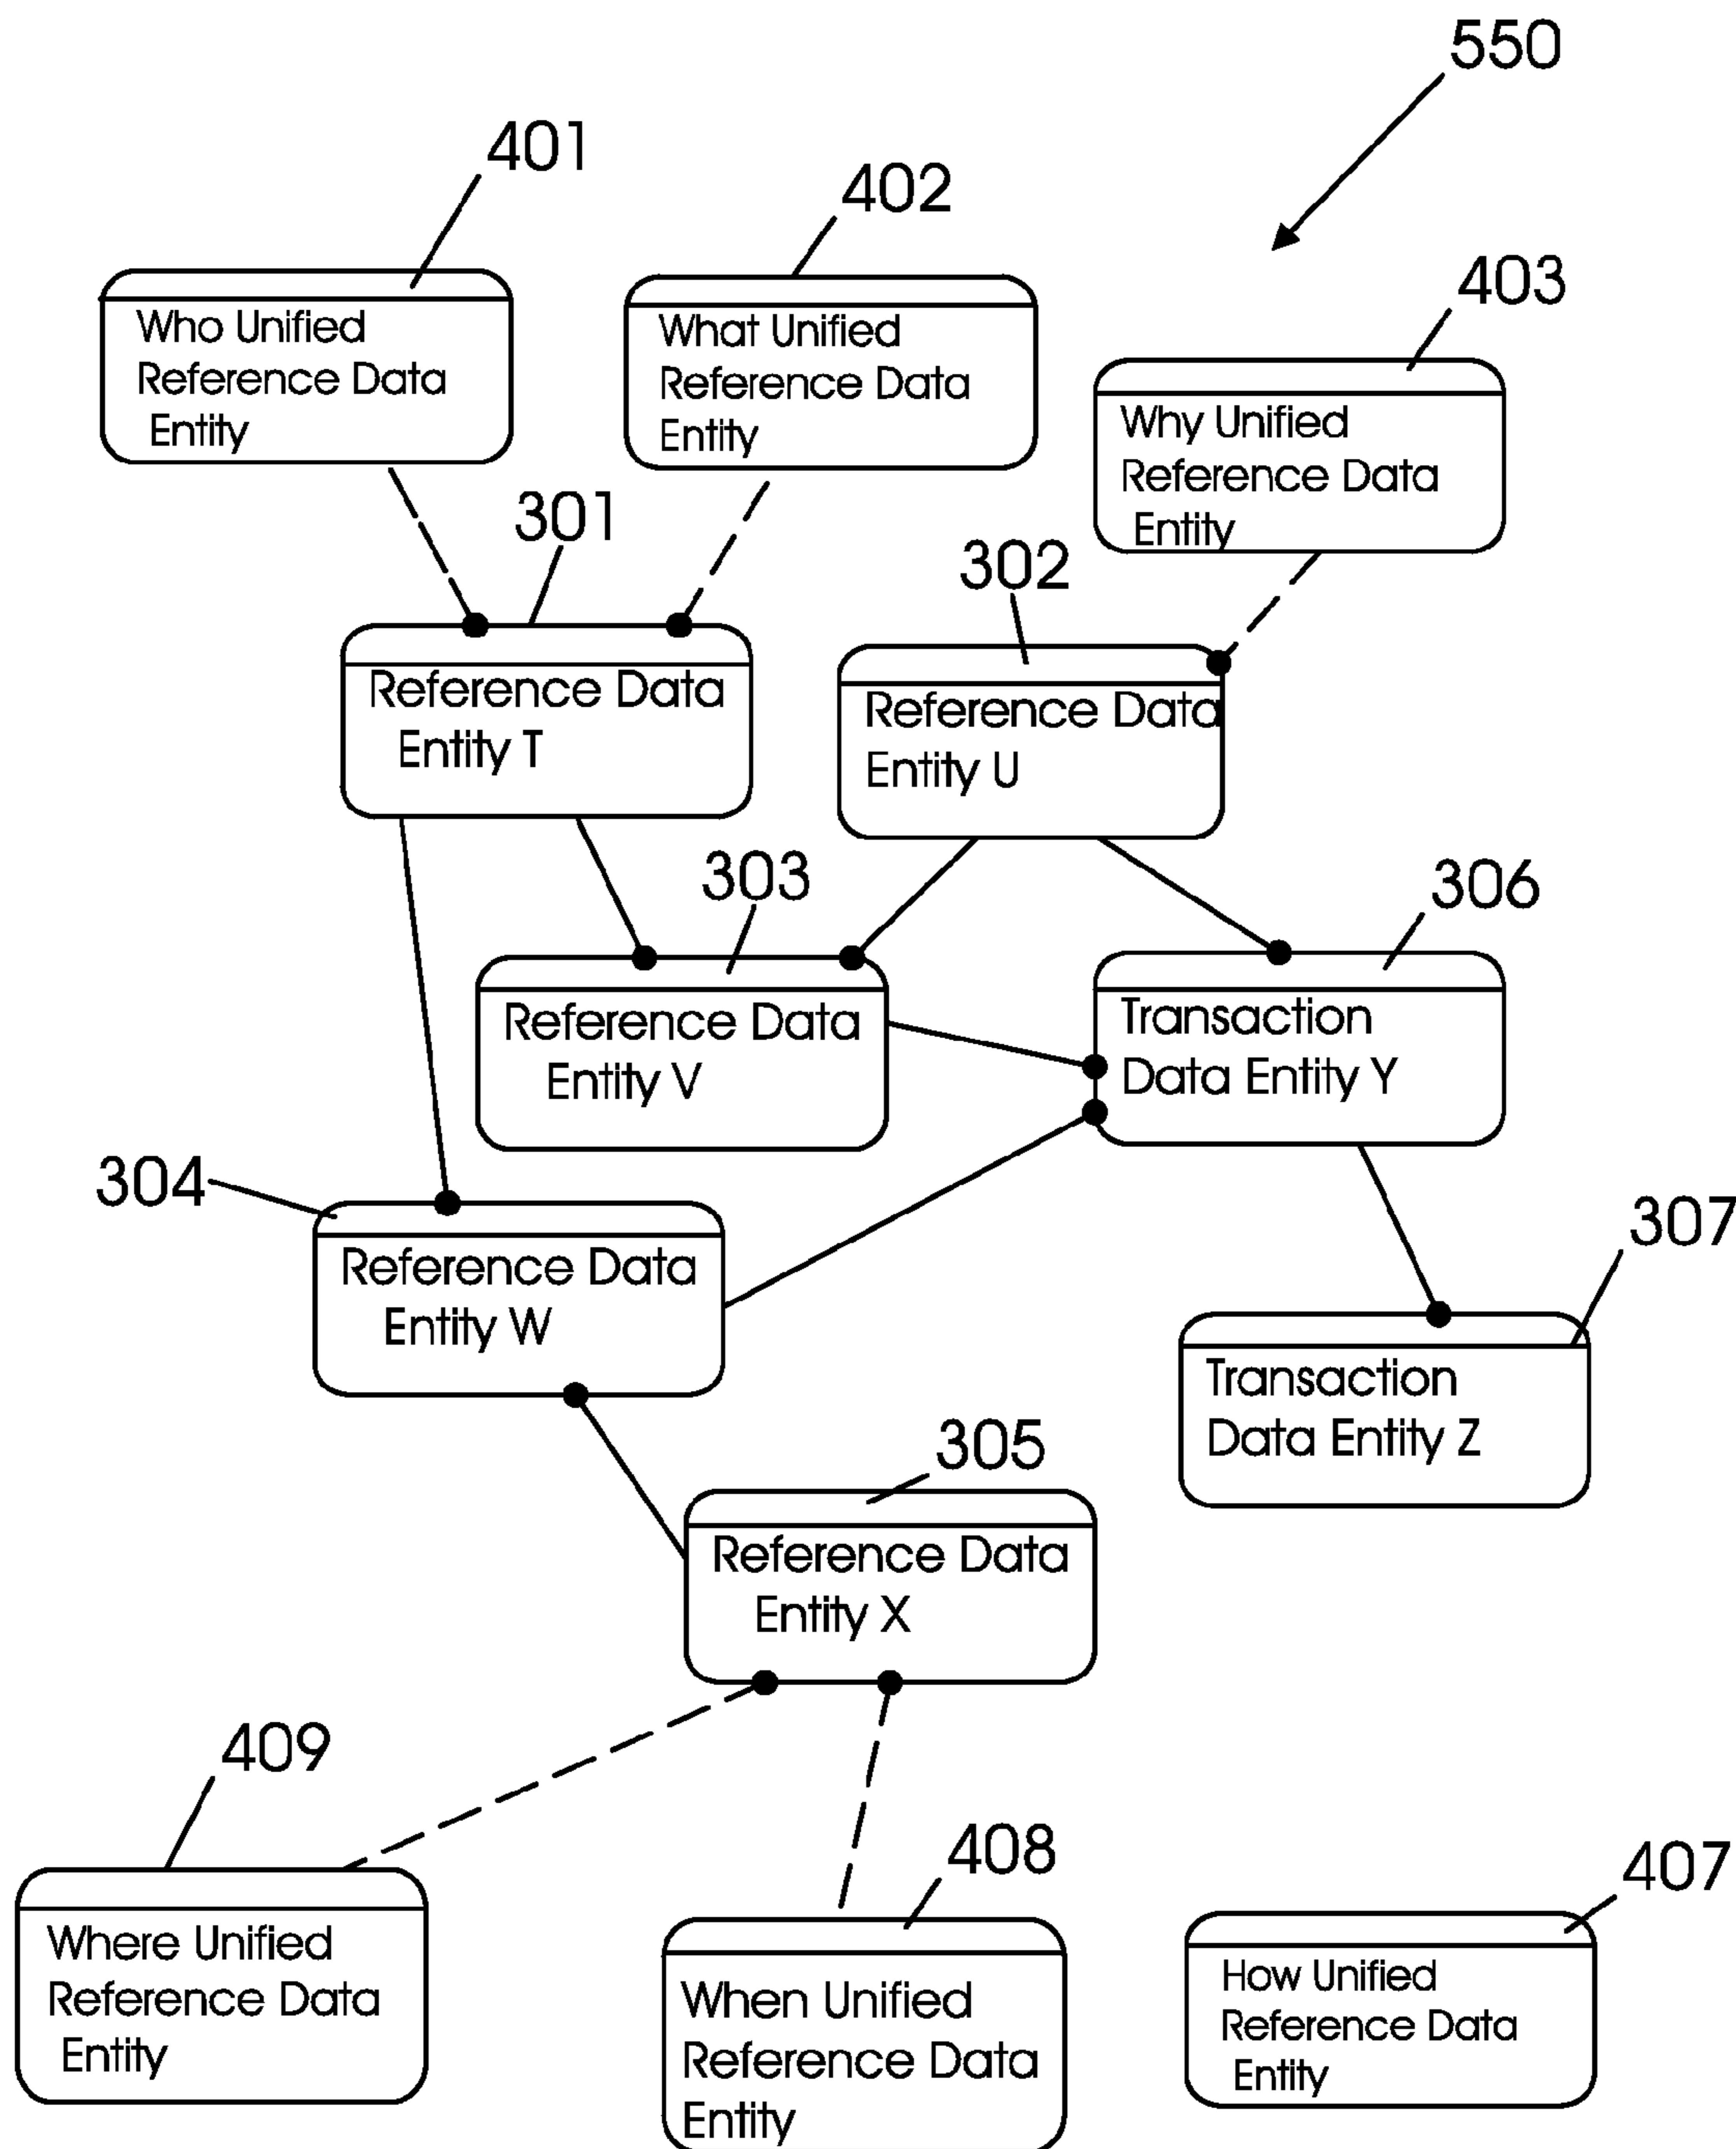 550
401
402
403
Who Unified
Reference Data
Entity
What Unified
Reference Data
Entity
Why Unified
Reference Data
Entity
301
302
Reference Data
Entity T
Reference Data
Entity U
303
306
Reference Data
Entity V
Transaction
Data Entity Y
304
307
Reference Data
Entity W
Transaction
Data Entity Z
305
Reference Data
Entity X
409
408
407
Where Unified
Reference Data
Entity
When Unified
Reference Data
Entity
How Unified
Reference Data
Entity